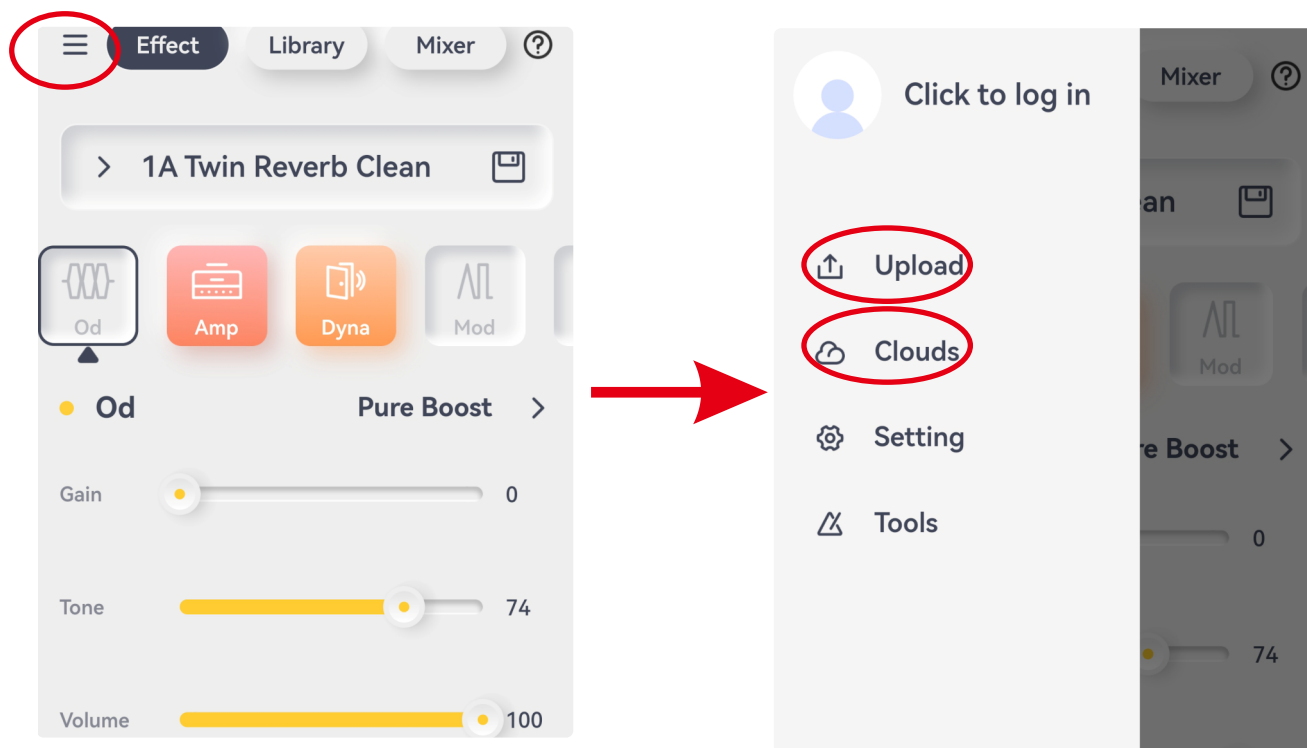 Effect Library Mixer
1A Twin Reverb Clean
Od Amp Dyna Mod
Od Pure Boost
Gain 0
Tone 74
Volume 100
Click to log in
Upload
Clouds
Setting
Tools
Mixer
an
Mod
e Boost
0
74